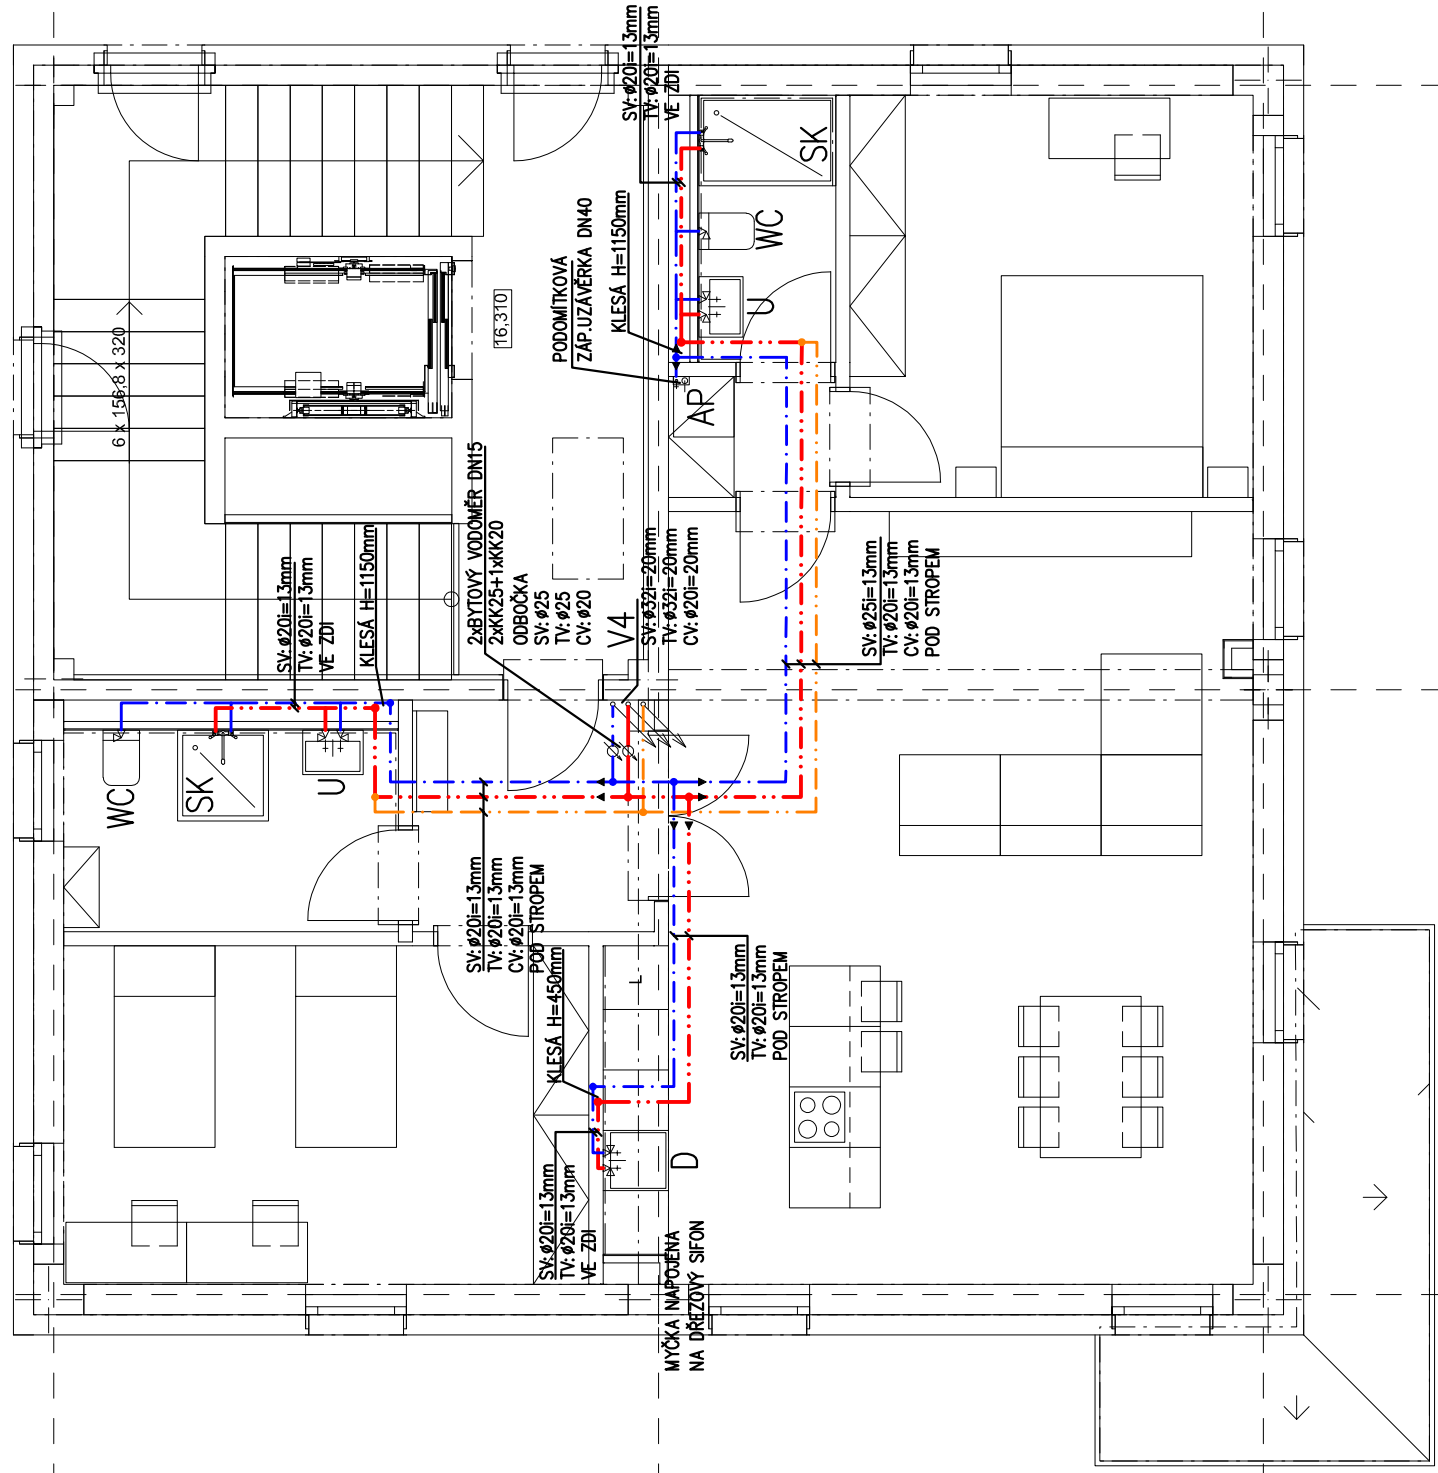 SV:ø20i=13mm
TV:ø20i=13mm
VE ZDI
SK
WC
U
KLESÁ H=1150mm
PODOMÍTKOVÁ
ZÁP.UZÁVĚRKA DN40
AP
16,310
6 x 156,8 x 320
2xBYTOVÝ VODOMĚR DN15
2xKK25+1xKK20
ODBOČKA
SV:ø25
TV:ø25
CV:ø20
V4
SV:ø32i=20mm
TV:ø32i=20mm
CV:ø20i=20mm
SV:ø25i=13mm
TV:ø20i=13mm
CV:ø20i=13mm
POD STROPEM
SV:ø20i=13mm
TV:ø20i=13mm
VE ZDI
KLESÁ H=1150mm
WC
SK
U
SV:ø20i=13mm
TV:ø20i=13mm
CV:ø20i=13mm
POD STROPEM
KLESÁ H=450mm
L
SV:ø20i=13mm
TV:ø20i=13mm
POD STROPEM
SV:ø20i=13mm
TV:ø20i=13mm
VE ZDI
D
MYČKA NAPOJENA
NA DŘEZOVÝ SIFON